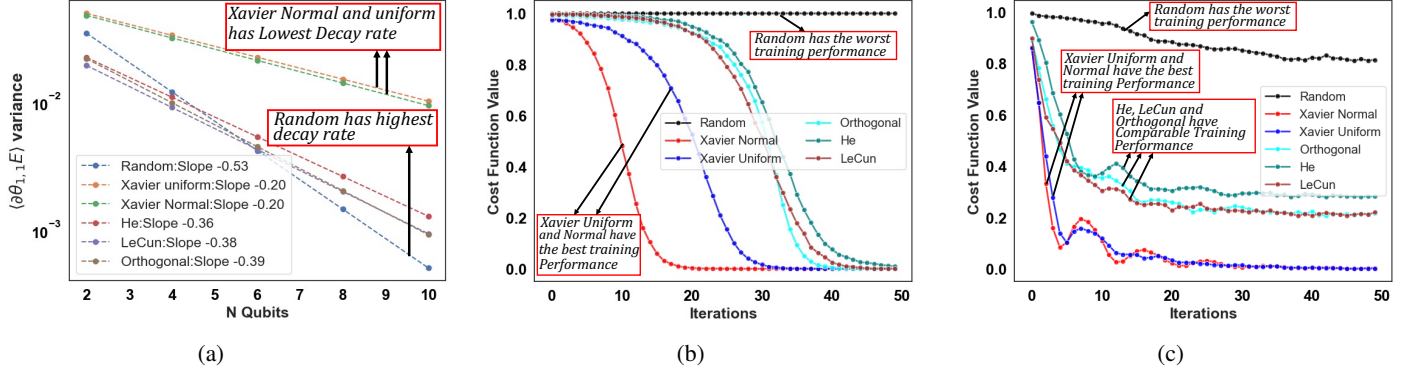 ⟨∂θ1,1E⟩ variance
10⁻²
10⁻³
Xavier Normal and uniform
has Lowest Decay rate
Random has highest
decay rate
Random:Slope -0.53
Xavier uniform:Slope -0.20
Xavier Normal:Slope -0.20
He:Slope -0.36
LeCun:Slope -0.38
Orthogonal:Slope -0.39
2 3 4 5 6 7 8 9 10
N Qubits
(a)
Cost Function Value
1.0
0.8
0.6
0.4
0.2
0.0
Random has the worst
training performance
Random
Xavier Normal
Xavier Uniform
Orthogonal
He
LeCun
Xavier Uniform
and Normal have
the best training
Performance
0 10 20 30 40 50
Iterations
(b)
Cost Function Value
1.0
0.8
0.6
0.4
0.2
0.0
Random has the worst
training performance
Xavier Uniform and
Normal have the best
training Performance
He, LeCun and
Orthogonal have
Comparable Training
Performance
Random
Xavier Normal
Xavier Uniform
Orthogonal
He
LeCun
0 10 20 30 40 50
Iterations
(c)